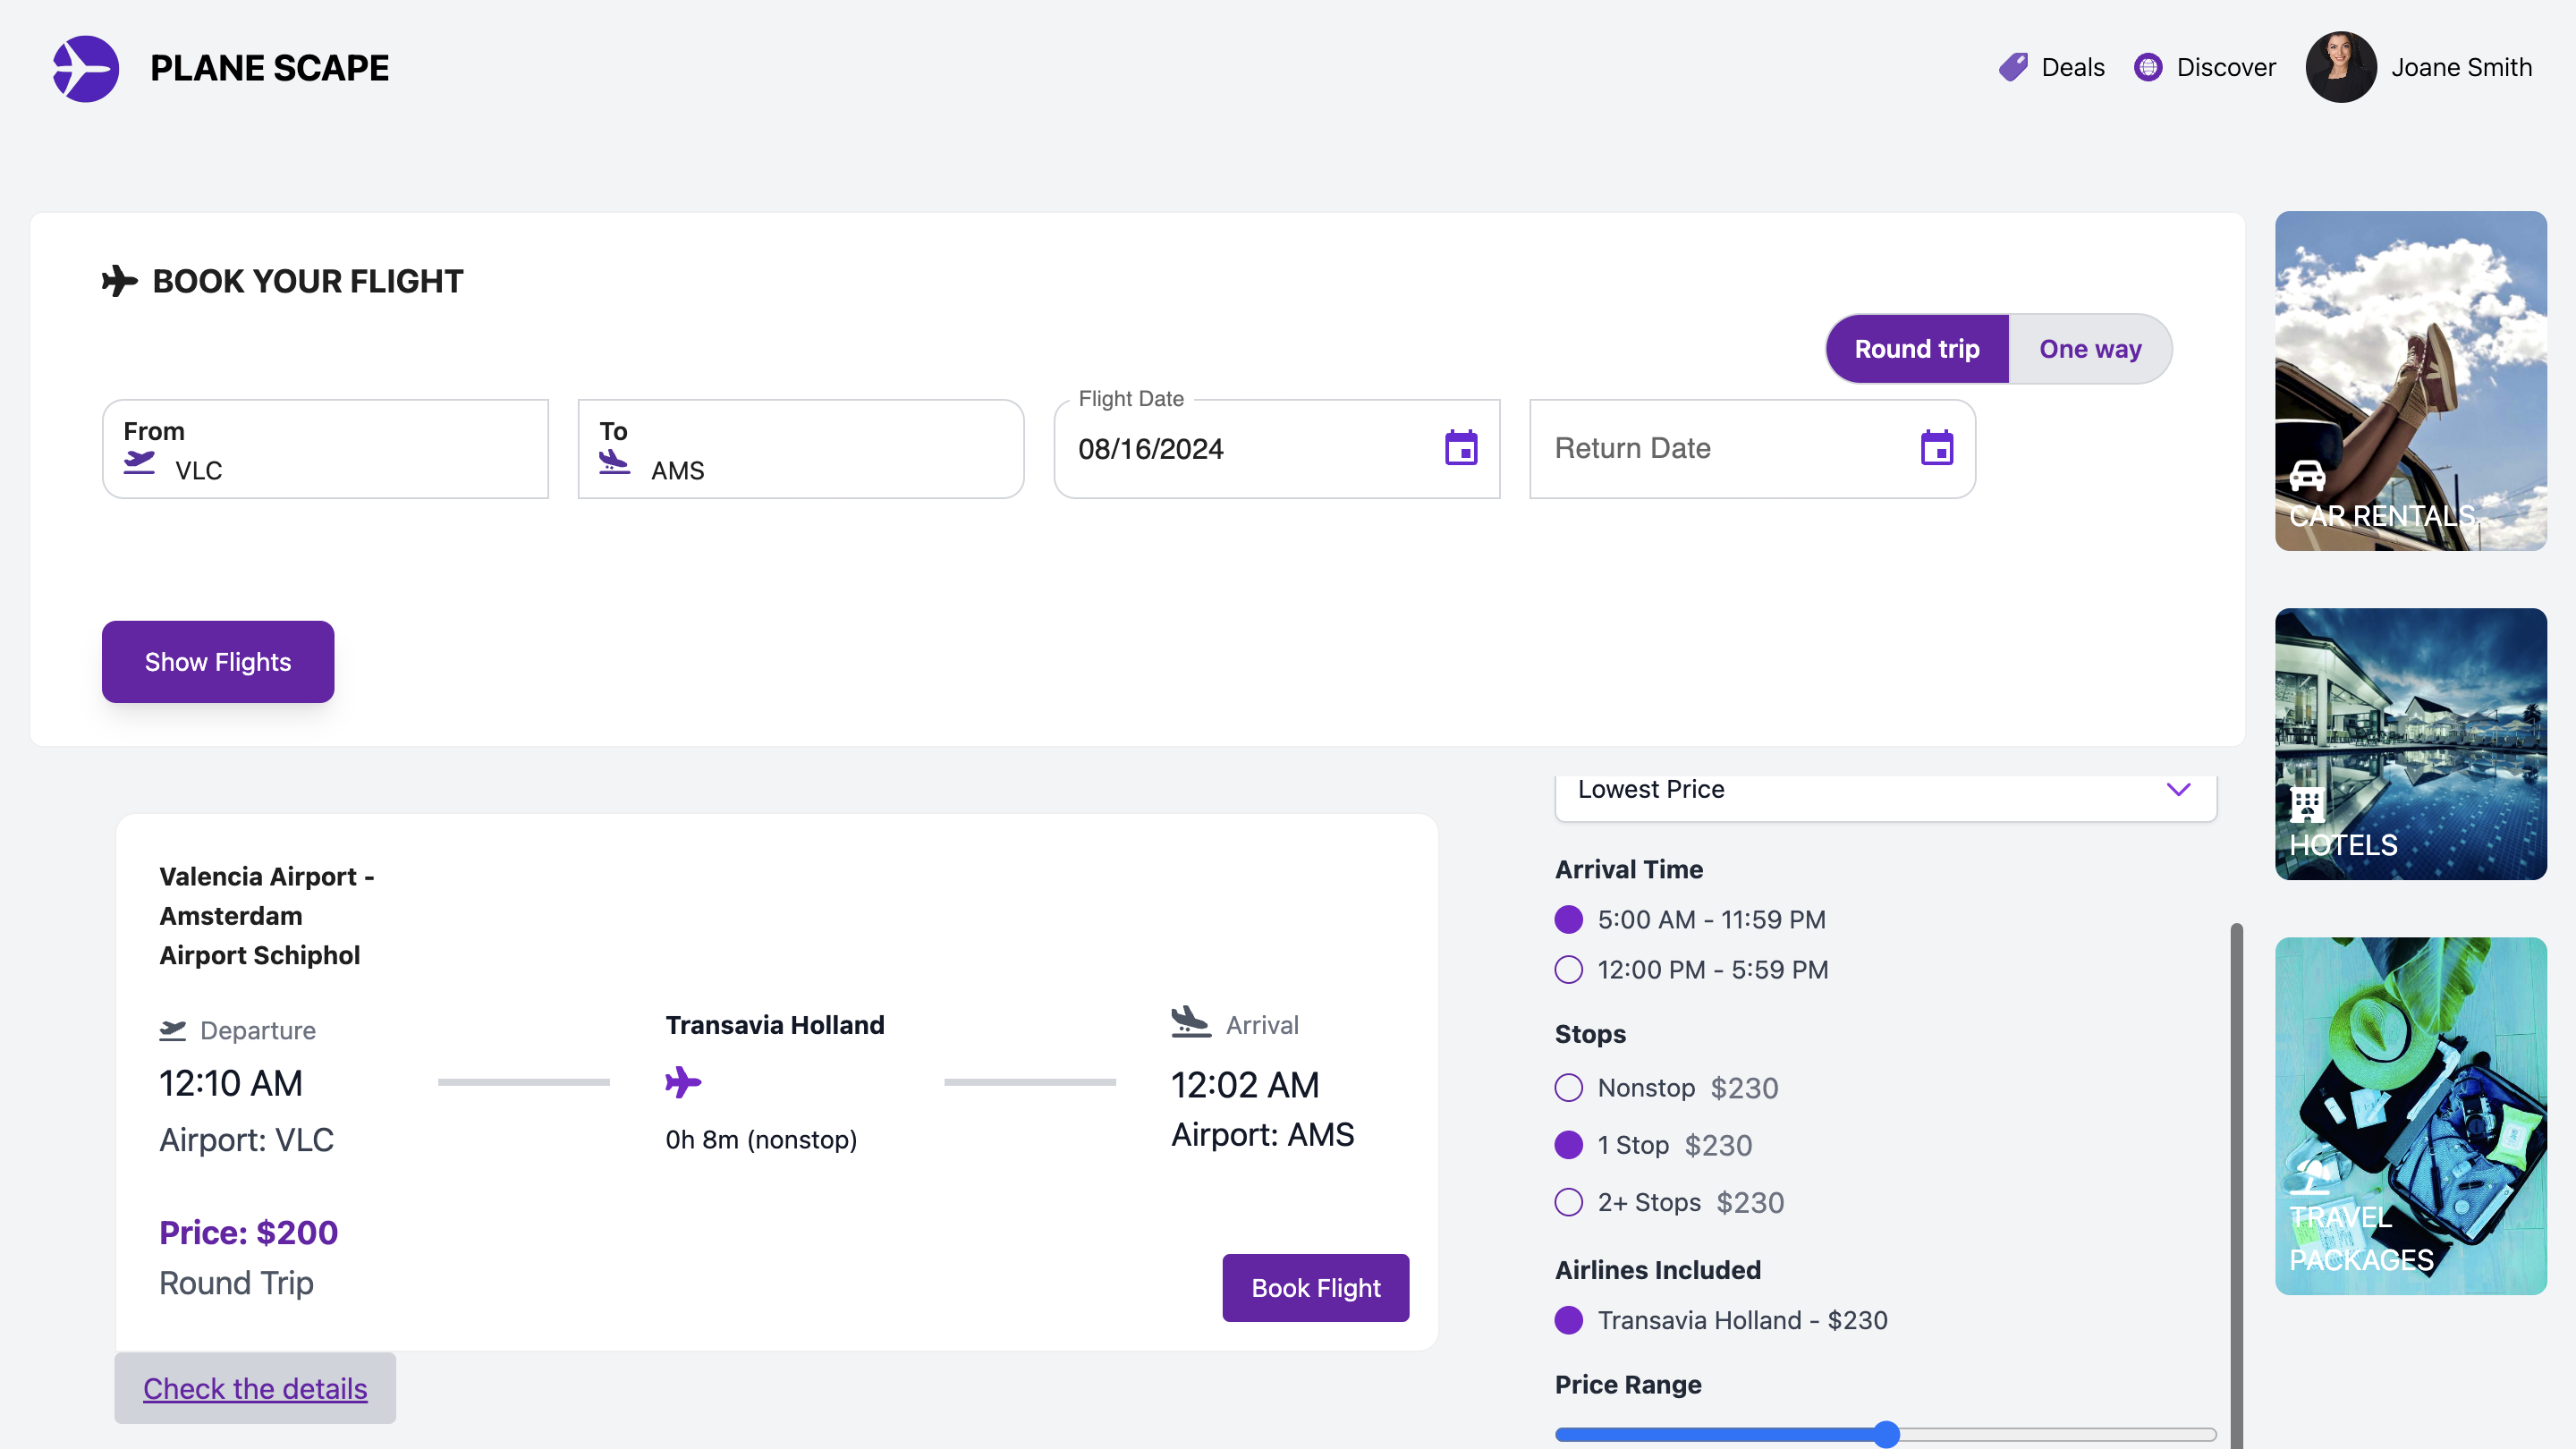 PLANE SCAPE
Deals
Discover
Joane Smith
BOOK YOUR FLIGHT
Round trip
One way
From
VLC
To
AMS
Flight Date
08/16/2024
Return Date
Show Flights
CAR RENTALS
HOTELS
TRAVEL
PACKAGES
Valencia Airport -
Amsterdam
Airport Schiphol
Departure
12:10 AM
Airport: VLC
Transavia Holland
0h 8m (nonstop)
Arrival
12:02 AM
Airport: AMS
Price: $200
Round Trip
Book Flight
Check the details
Lowest Price
Arrival Time
5:00 AM - 11:59 PM
12:00 PM - 5:59 PM
Stops
Nonstop $230
1 Stop $230
2+ Stops $230
Airlines Included
Transavia Holland - $230
Price Range